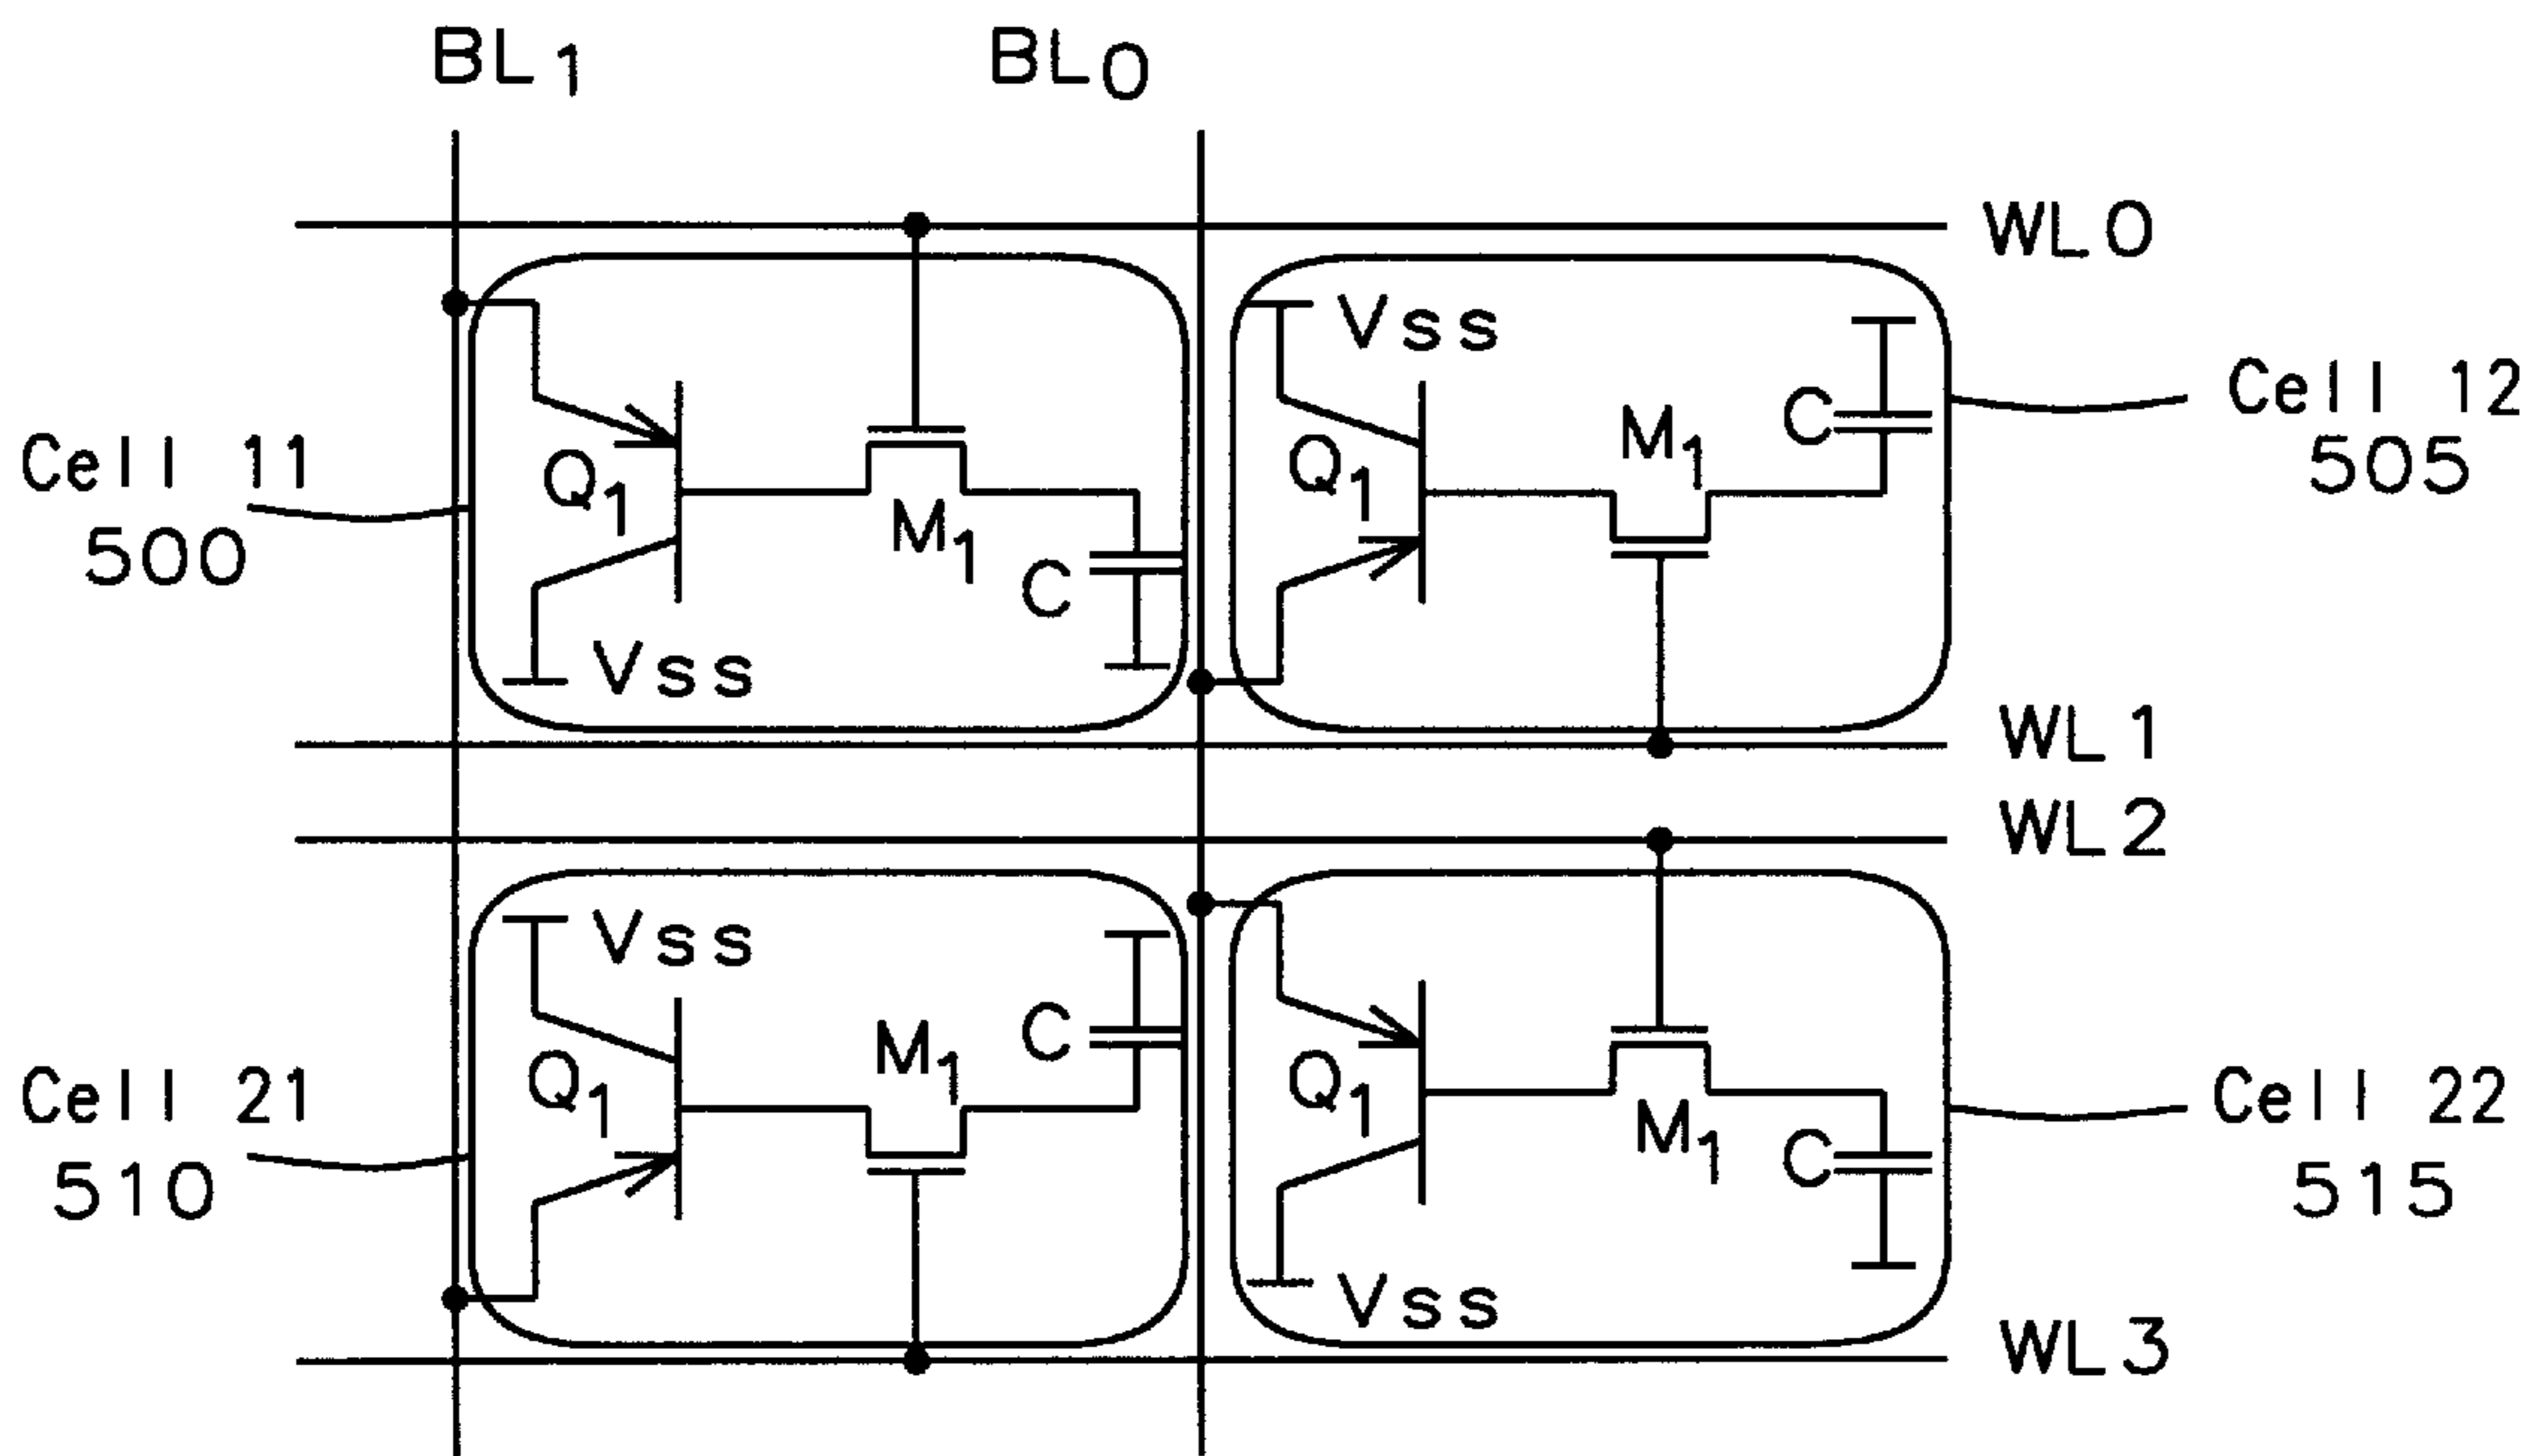 BL1
BL0
WL0
Cell 11
500
Q1
M1
C
Vss
Vss
Q1
M1
C
Cell 12
505
WL1
WL2
Cell 21
510
Vss
Q1
M1
C
Q1
M1
C
Vss
Cell 22
515
WL3